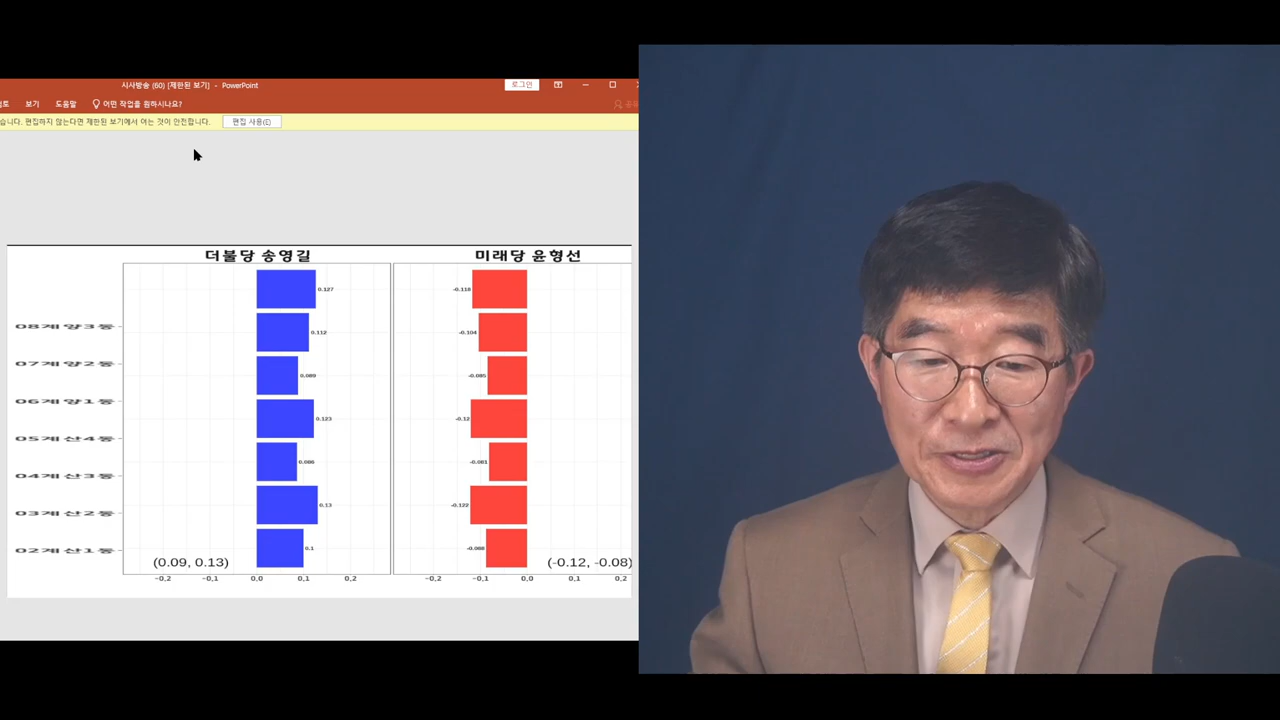 시사방송 (60) [제한된 보기] - PowerPoint
로그인
보기 도움말 어떤 작업을 원하시나요?
편집하지 않는다면 제한된 보기에서 여는 것이 안전합니다.
편집 사용(E)
더불당 송영길
미래당 윤형선
0.127
-0.118
08계양3동
0.112
-0.104
07계양2동
0.089
-0.085
06계양1동
0.123
-0.12
05계산4동
0.086
-0.081
04계산3동
0.13
-0.122
03계산2동
0.1
-0.088
02계산1동
(0.09, 0.13)
(-0.12, -0.08)
-0,2 -0,1 0,0 0,1 0,2
-0,2 -0,1 0,0 0,1 0,2